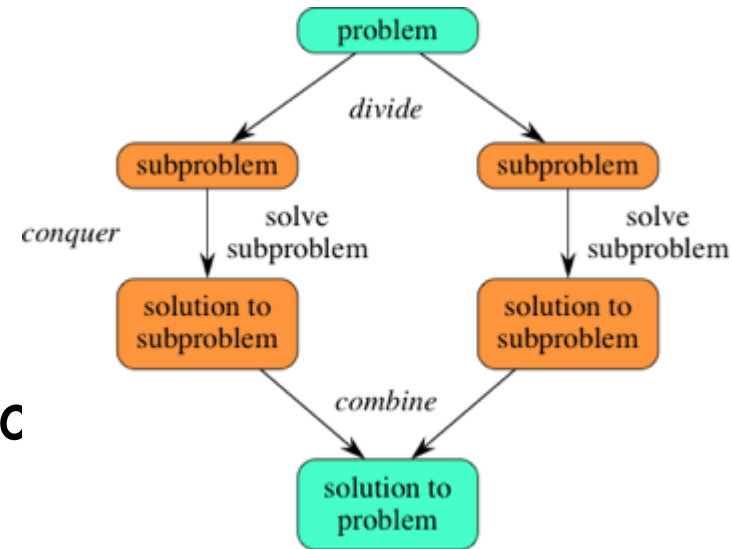 problem
divide
subproblem
subproblem
conquer
solve
subproblem
solve
subproblem
solution to
subproblem
solution to
subproblem
combine
solution to
problem